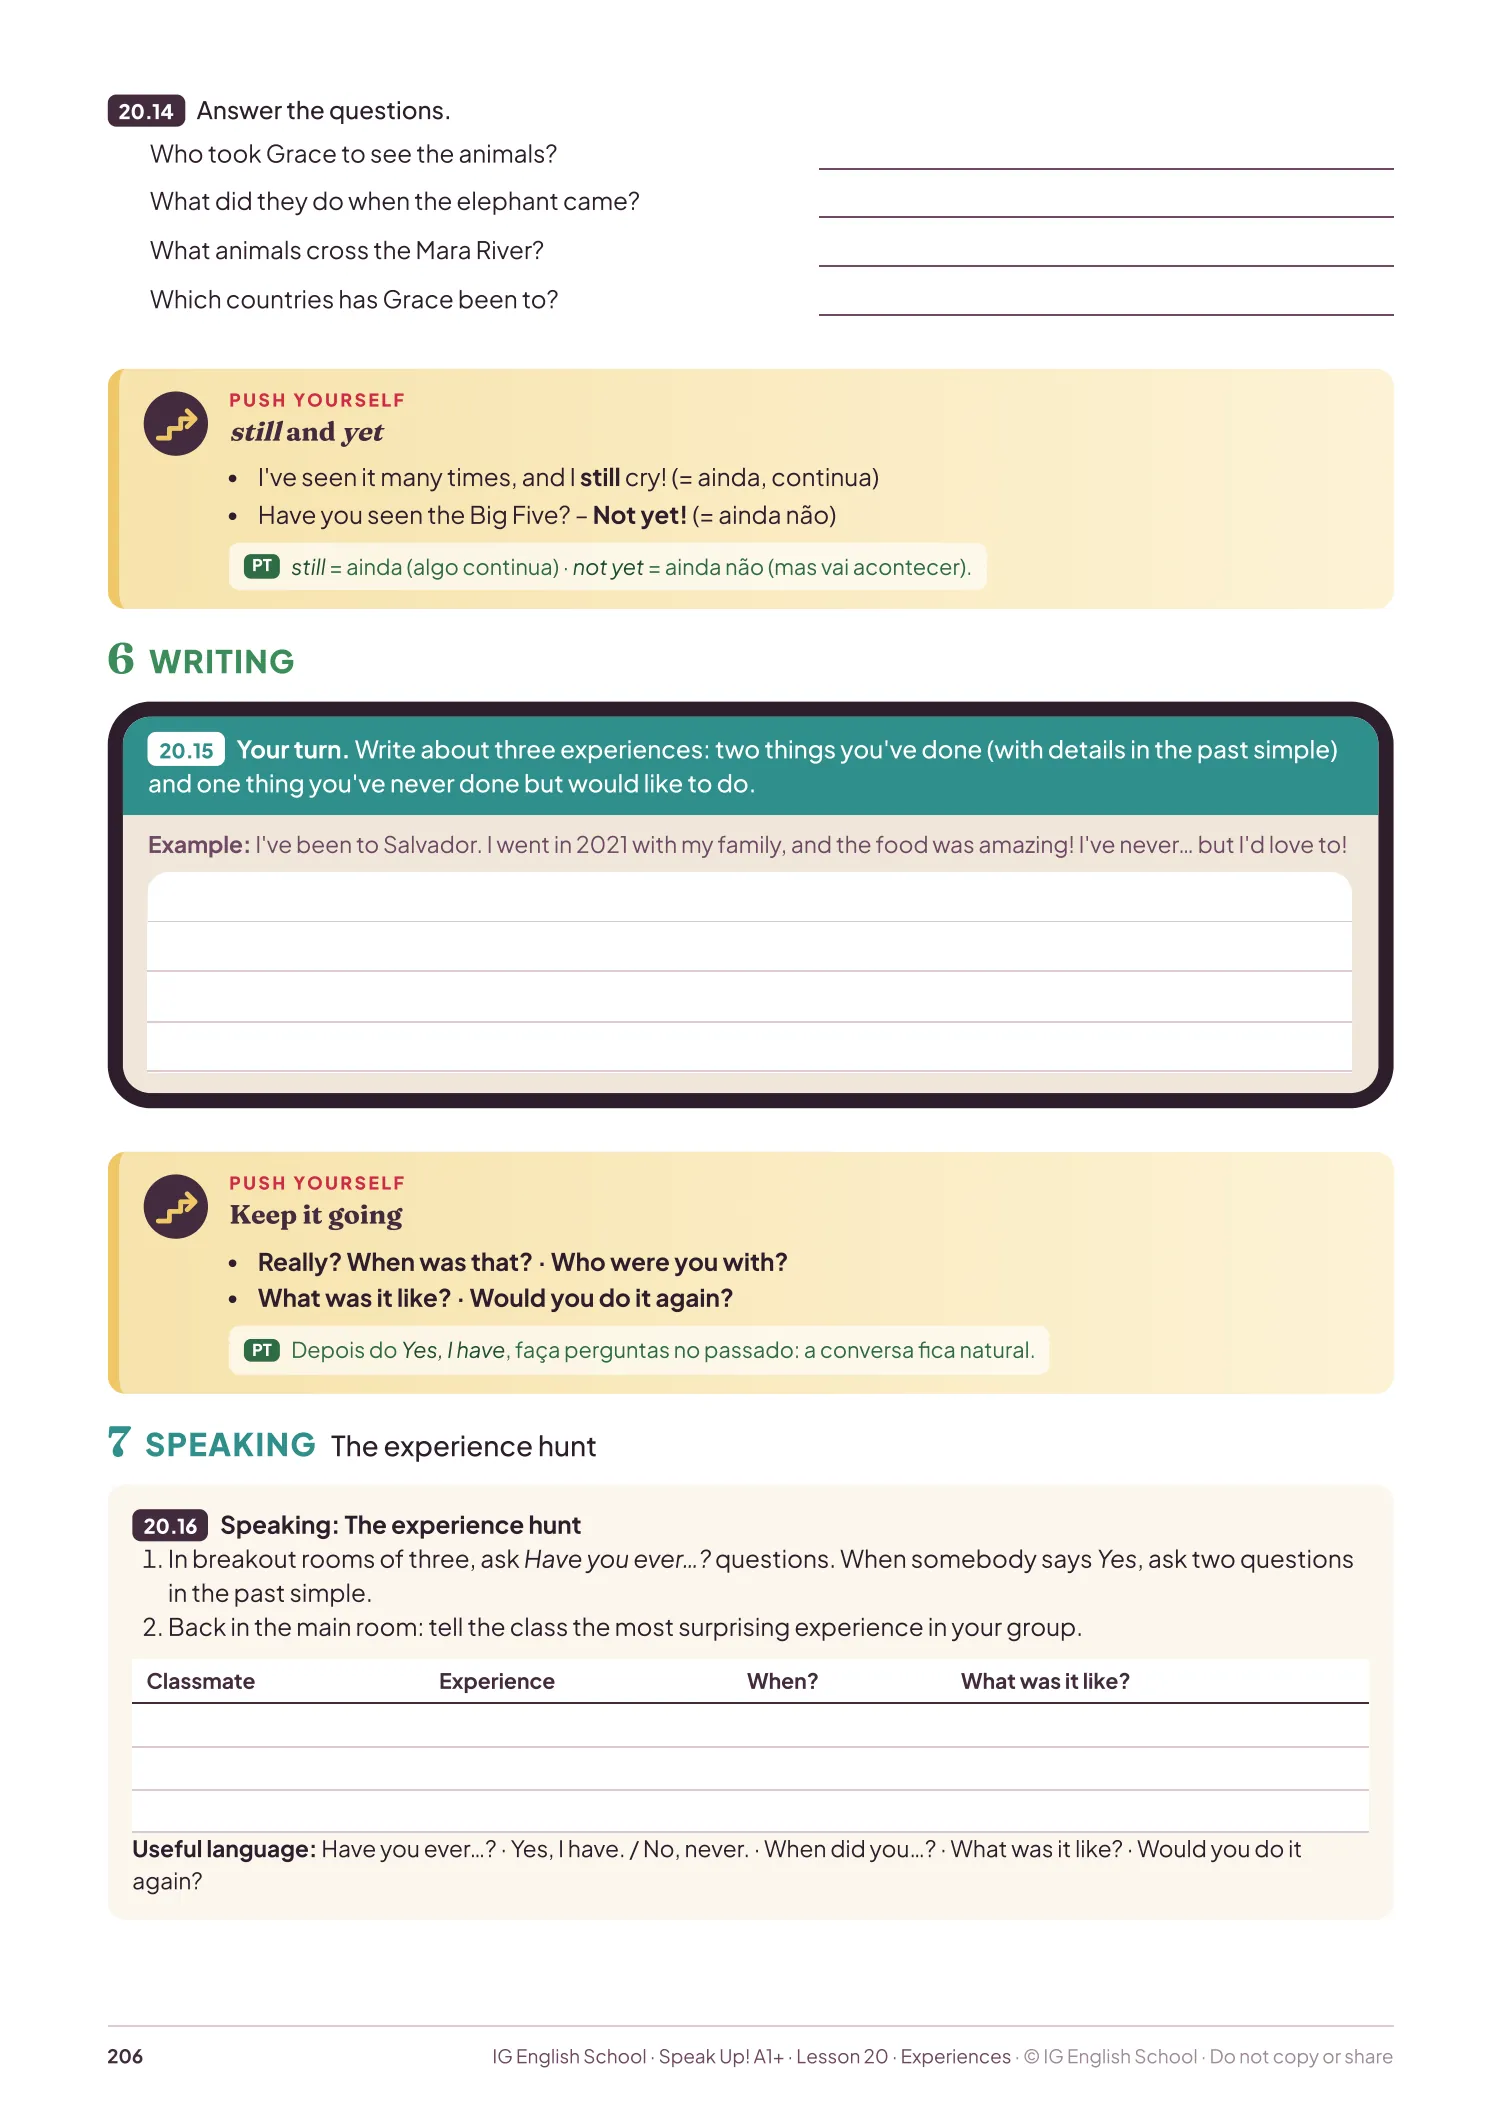 20.14 Answer the questions.
Who took Grace to see the animals?
What did they do when the elephant came?
What animals cross the Mara River?
Which countries has Grace been to?
PUSH YOURSELF
still and yet
• I've seen it many times, and I still cry! (= ainda, continua)
• Have you seen the Big Five? – Not yet! (= ainda não)
PT still = ainda (algo continua) · not yet = ainda não (mas vai acontecer).
6 WRITING
20.15 Your turn. Write about three experiences: two things you've done (with details in the past simple)
and one thing you've never done but would like to do.
Example: I've been to Salvador. I went in 2021 with my family, and the food was amazing! I've never... but I'd love to!
PUSH YOURSELF
Keep it going
• Really? When was that? · Who were you with?
• What was it like? · Would you do it again?
PT Depois do Yes, I have, faça perguntas no passado: a conversa fica natural.
7 SPEAKING The experience hunt
20.16 Speaking: The experience hunt
1. In breakout rooms of three, ask Have you ever...? questions. When somebody says Yes, ask two questions
in the past simple.
2. Back in the main room: tell the class the most surprising experience in your group.
Classmate Experience When? What was it like?
Useful language: Have you ever...? · Yes, I have. / No, never. · When did you...? · What was it like? · Would you do it
again?
206 IG English School · Speak Up! A1+ · Lesson 20 · Experiences · © IG English School · Do not copy or share